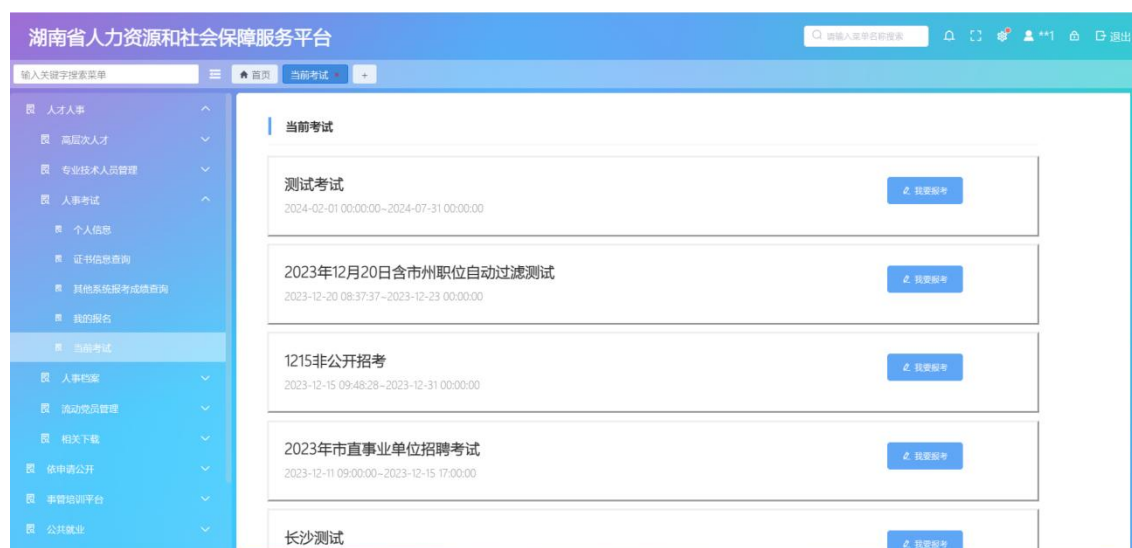 湖南省人力资源和社会保障服务平台
请输入菜单名称搜索
**1
退出
输入关键字搜索菜单
首页
当前考试 ×
+
人才人事
高层次人才
专业技术人员管理
人事考试
个人信息
证书信息查询
其他系统报考成绩查询
我的报名
当前考试
人事档案
流动党员管理
相关下载
依申请公开
事管培训平台
公共就业
当前考试
测试考试
2024-02-01 00:00:00~2024-07-31 00:00:00
我要报考
2023年12月20日含市州职位自动过滤测试
2023-12-20 08:37:37~2023-12-23 00:00:00
我要报考
1215非公开招考
2023-12-15 09:48:28~2023-12-31 00:00:00
我要报考
2023年市直事业单位招聘考试
2023-12-11 09:00:00~2023-12-15 17:00:00
我要报考
长沙测试
我要报考